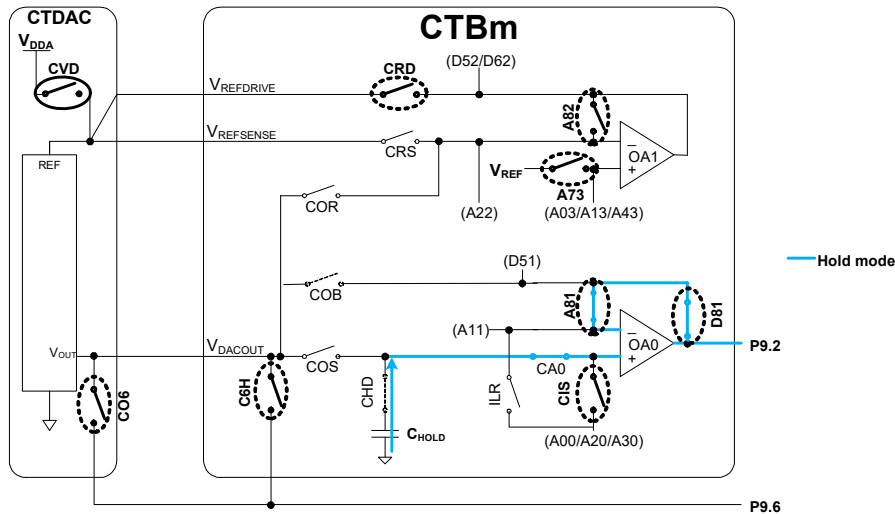 CTDAC
CTBm
VDDA
CVD
VREFDRIVE
CRD
(D52/D62)
A82
VREFSENSE
CRS
REF
VREF
A73
OA1
−
+
COR
(A22)
(A03/A13/A43)
Hold mode
(D51)
COB
A81
D81
(A11)
OA0
−
+
P9.2
VOUT
VDACOUT
COS
CA0
CO6
C6H
CHD
ILR
CIS
CHOLD
(A00/A20/A30)
P9.6